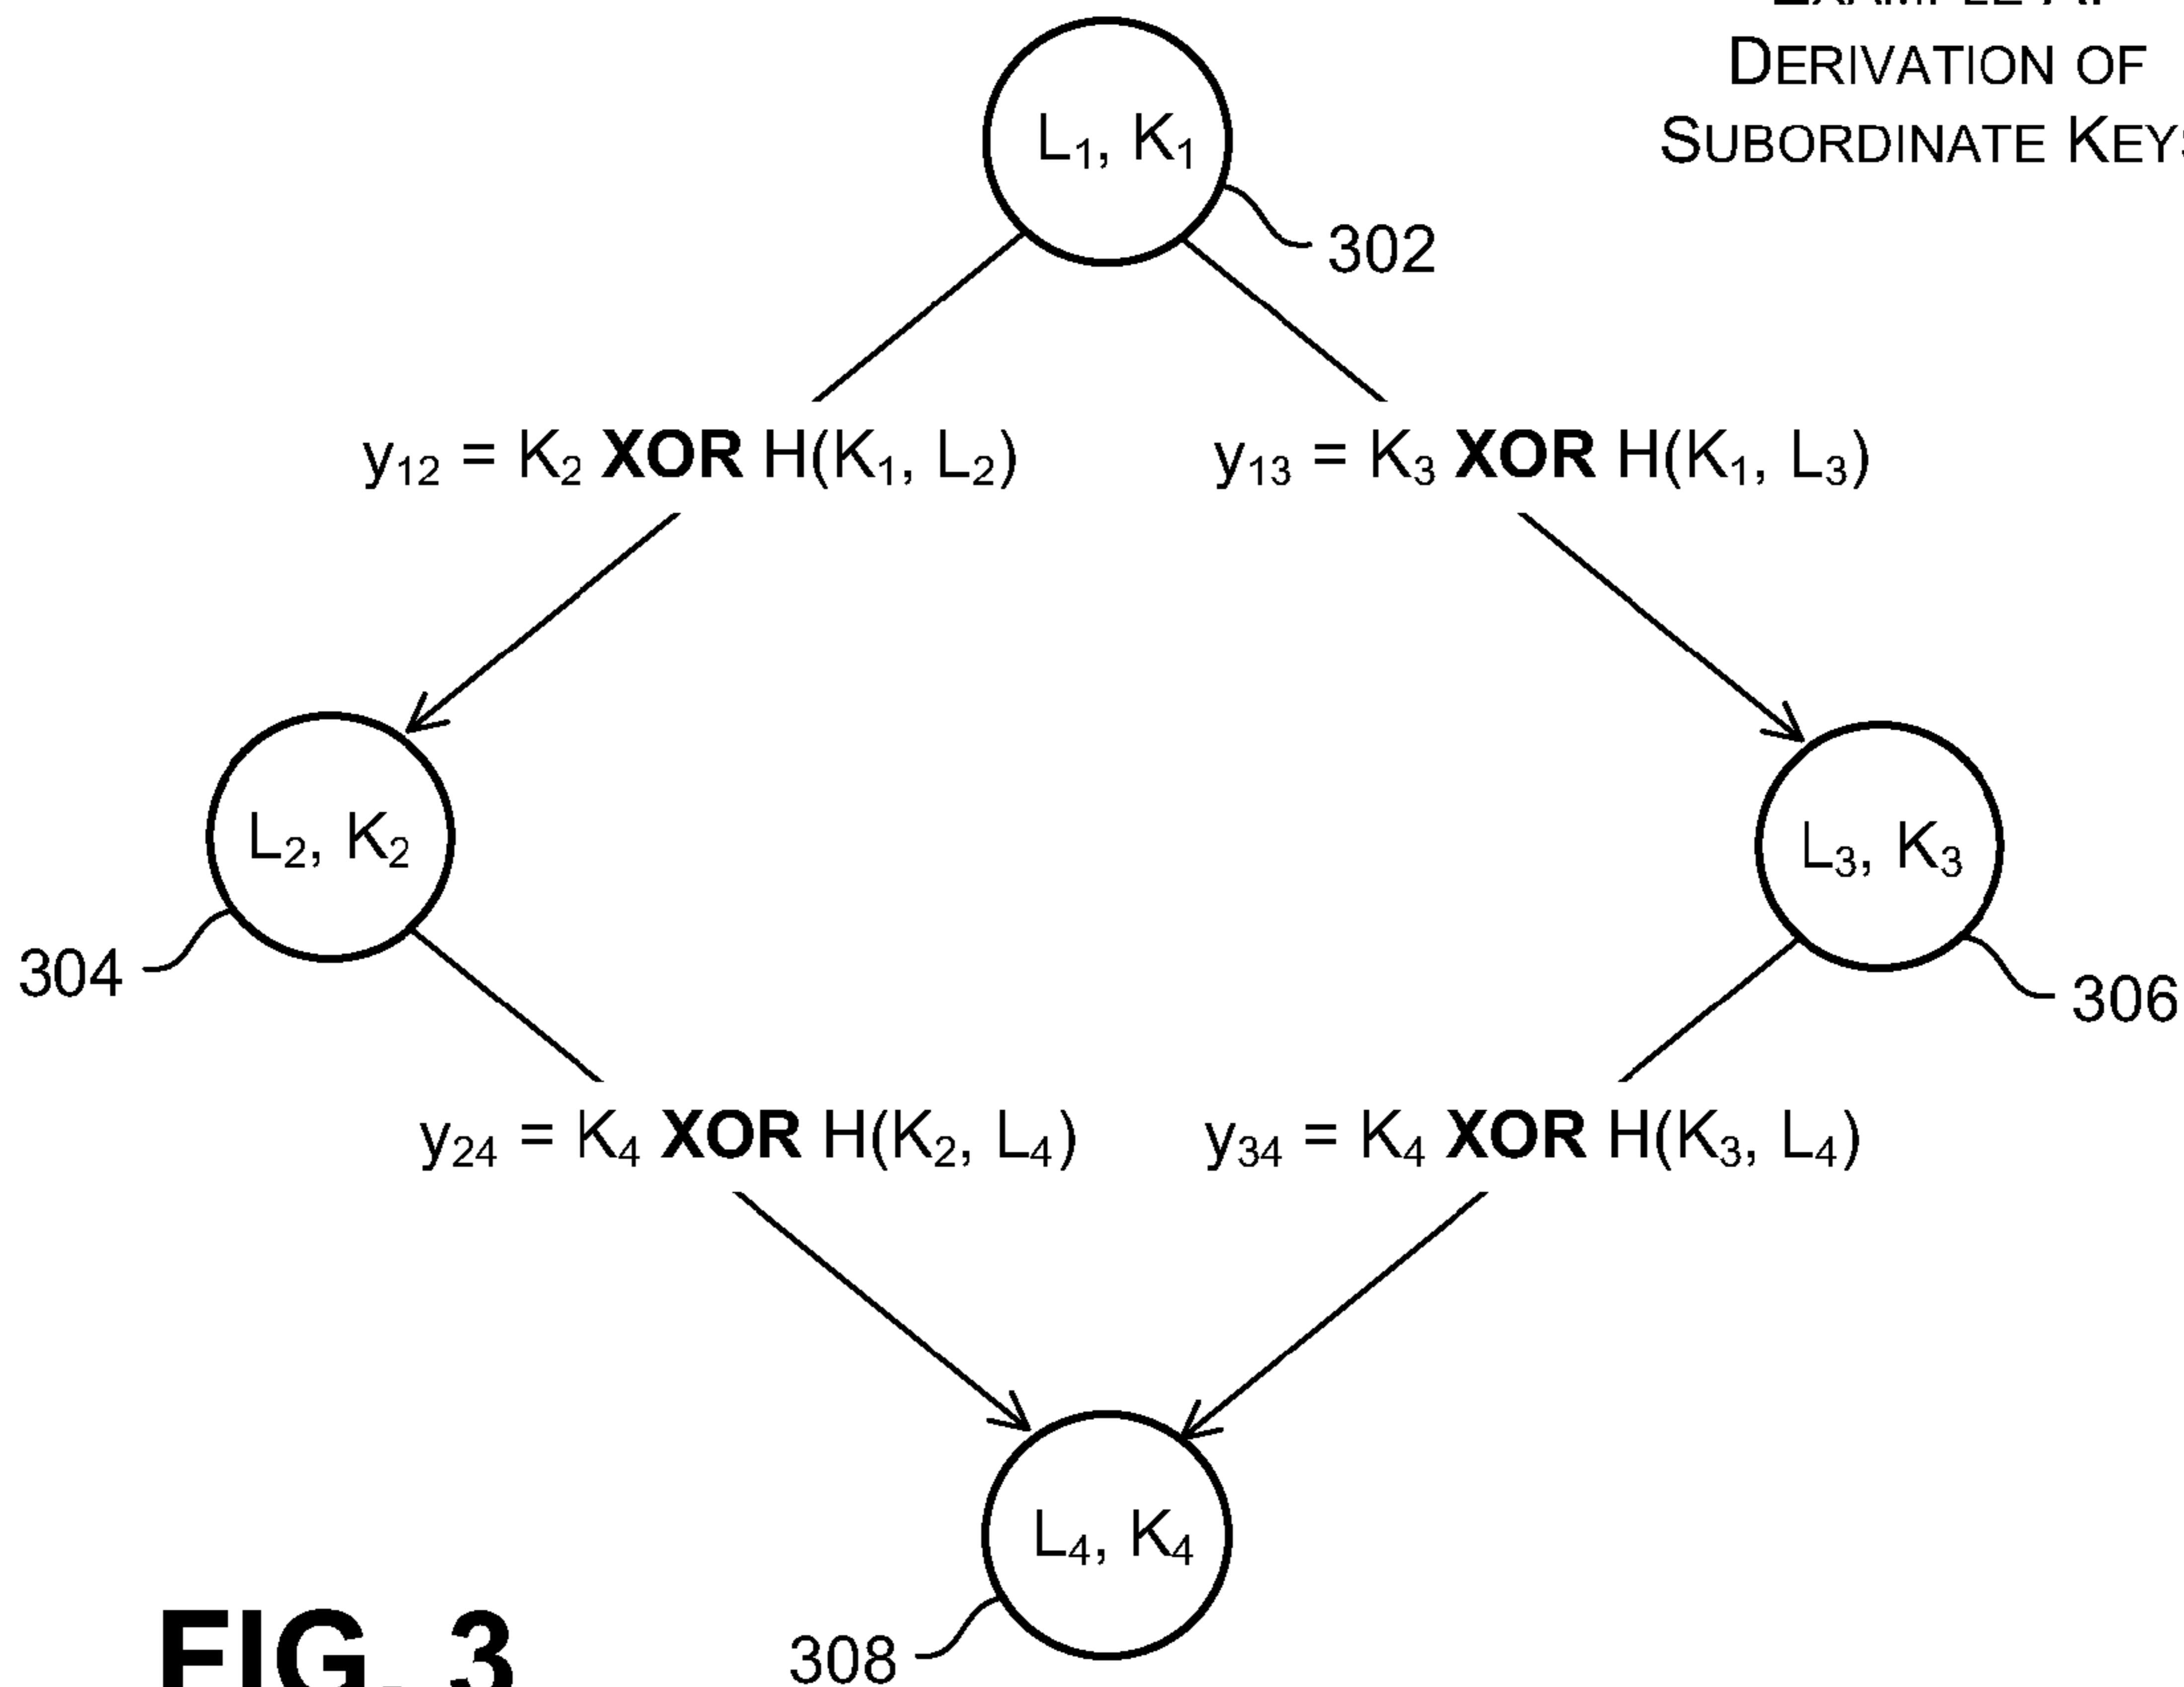 DERIVATION OF
SUBORDINATE KEYS
L₁, K₁
302
y₁₂ = K₂ XOR H(K₁, L₂)
y₁₃ = K₃ XOR H(K₁, L₃)
L₂, K₂
L₃, K₃
304
306
y₂₄ = K₄ XOR H(K₂, L₄)
y₃₄ = K₄ XOR H(K₃, L₄)
L₄, K₄
308
FIG. 3